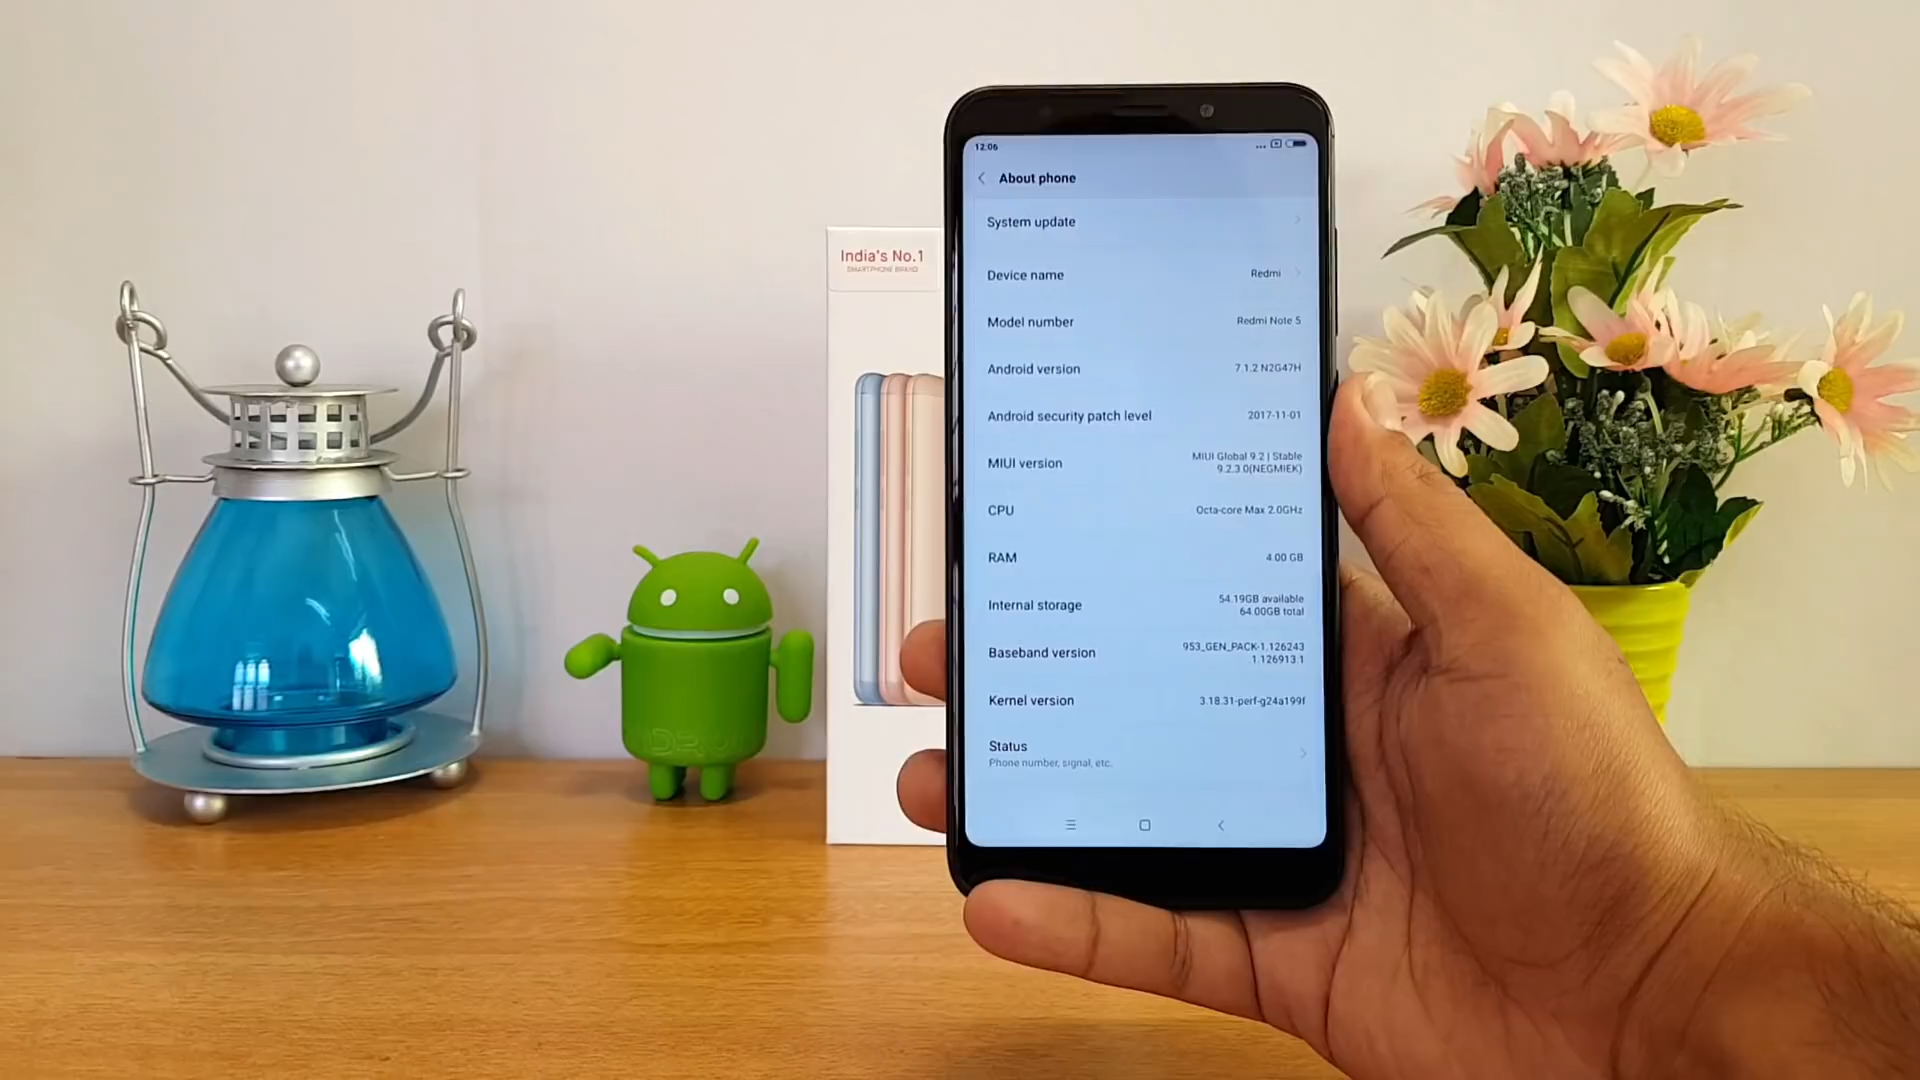 India's No.1
SMARTPHONE BRAND
12:06
About phone
System update
Device name Redmi
Model number Redmi Note 5
Android version 7.1.2 N2G47H
Android security patch level 2017-11-01
MIUI version MIUI Global 9.2 | Stable
9.2.3.0(NEGMIEK)
CPU Octa-core Max 2.0GHz
RAM 4.00 GB
Internal storage 54.19GB available
64.00GB total
Baseband version 953_GEN_PACK-1.126243
.1.126913.1
Kernel version 3.18.31-perf-g24a199f
Status
Phone number, signal, etc.